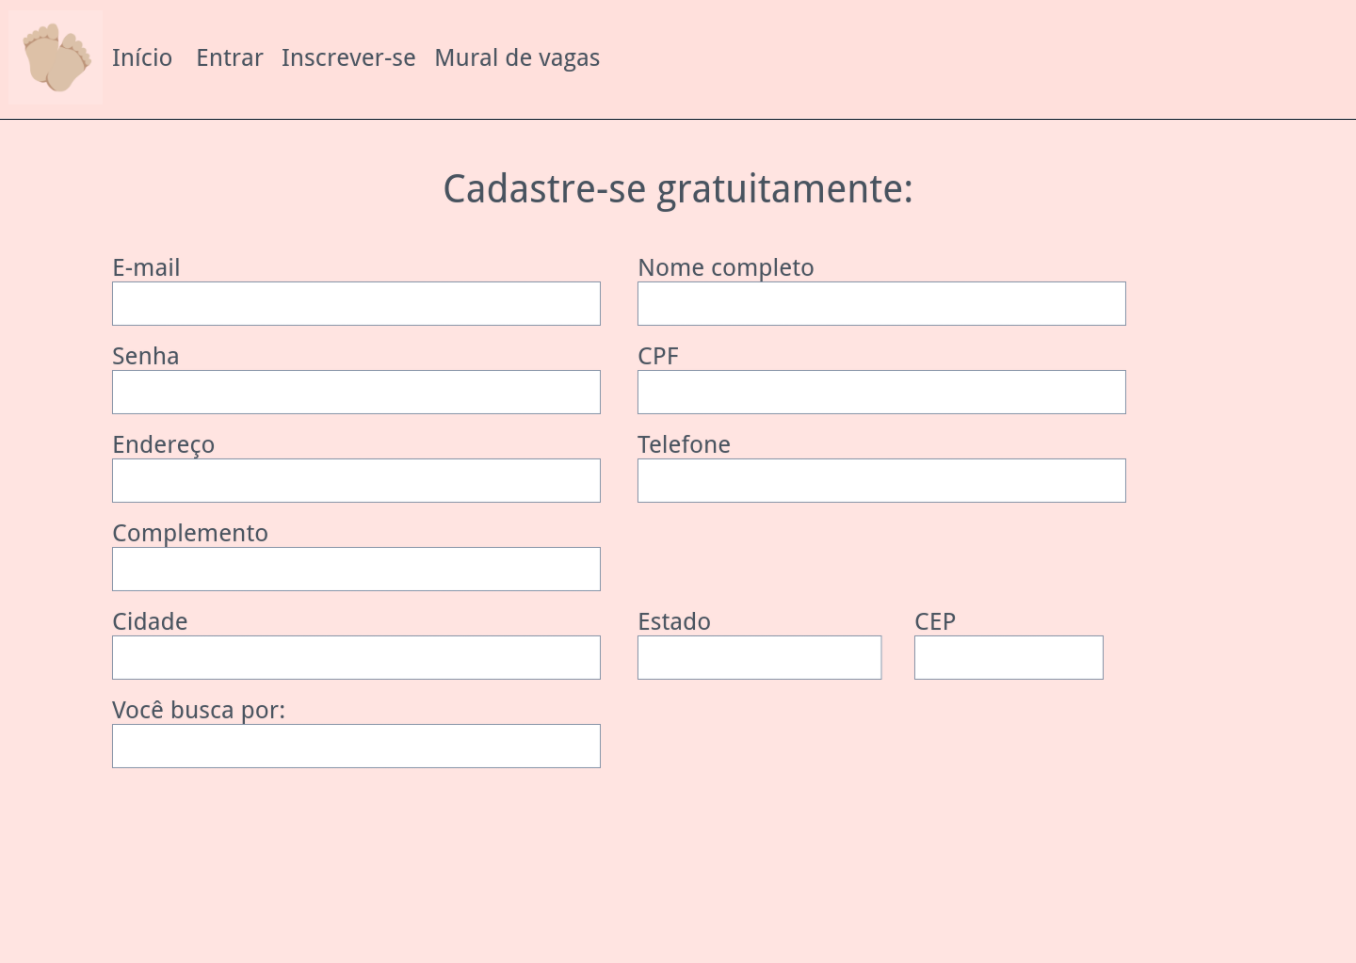 Início Entrar Inscrever-se Mural de vagas
Cadastre-se gratuitamente:
E-mail Nome completo
Senha CPF
Endereço Telefone
Complemento
Cidade Estado CEP
Você busca por: